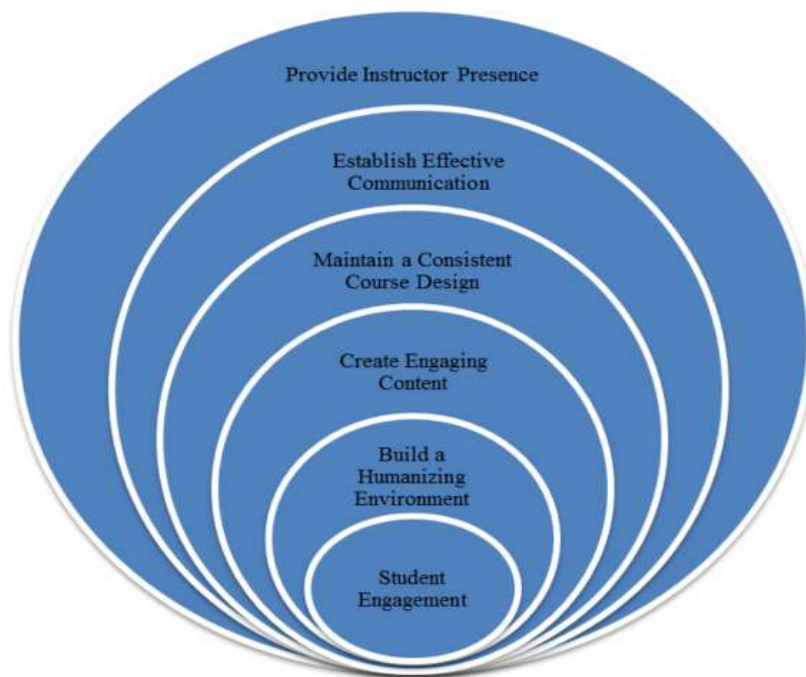 Provide Instructor Presence
Establish Effective
Communication
Maintain a Consistent
Course Design
Create Engaging
Content
Build a
Humanizing
Environment
Student
Engagement